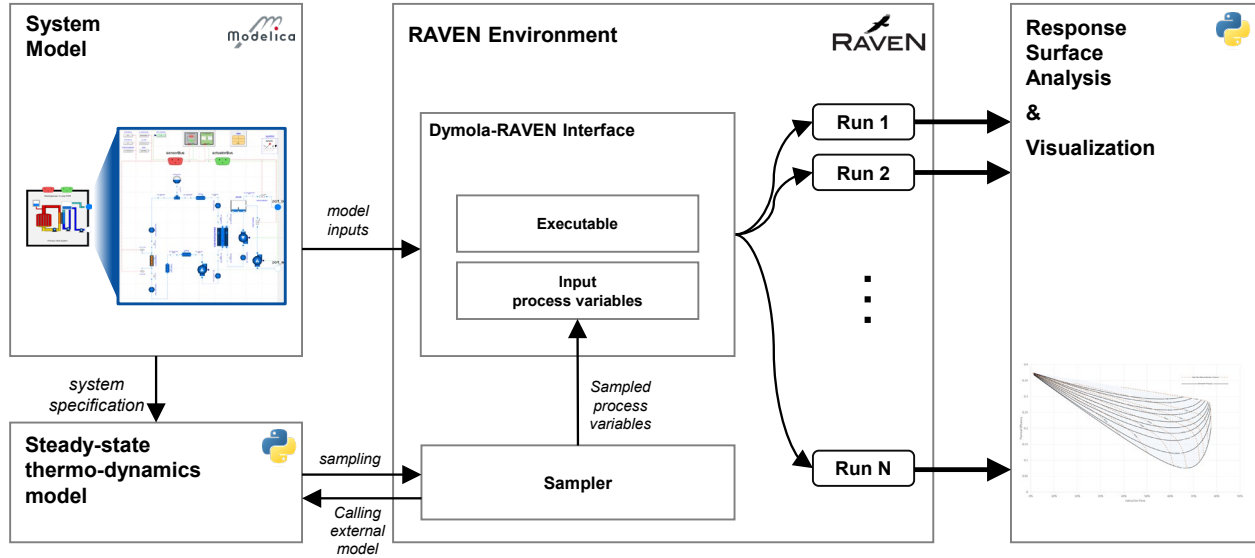 System
Model
Modelica
sensorBus
actuatorBus
model
inputs
system
specification
Steady-state
thermo-dynamics
model
sampling
Calling
external
model
RAVEN Environment
RAVEN
Dymola-RAVEN Interface
Executable
Input
process variables
Sampled
process
variables
Sampler
Run 1
Run 2
Run N
Response
Surface
Analysis
&
Visualization